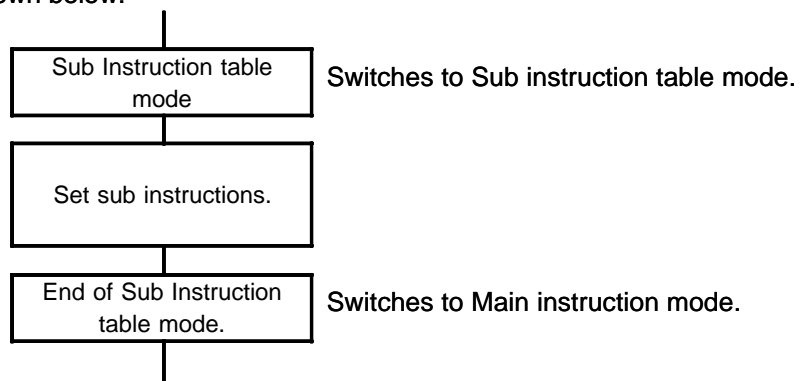 own below.
Sub Instruction table
mode
Switches to Sub instruction table mode.
Set sub instructions.
End of Sub Instruction
table mode.
Switches to Main instruction mode.